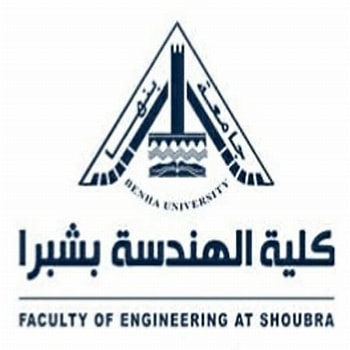 جامعة بنها
BENHA UNIVERSITY
كلية الهندسة بشبرا
FACULTY OF ENGINEERING AT SHOUBRA